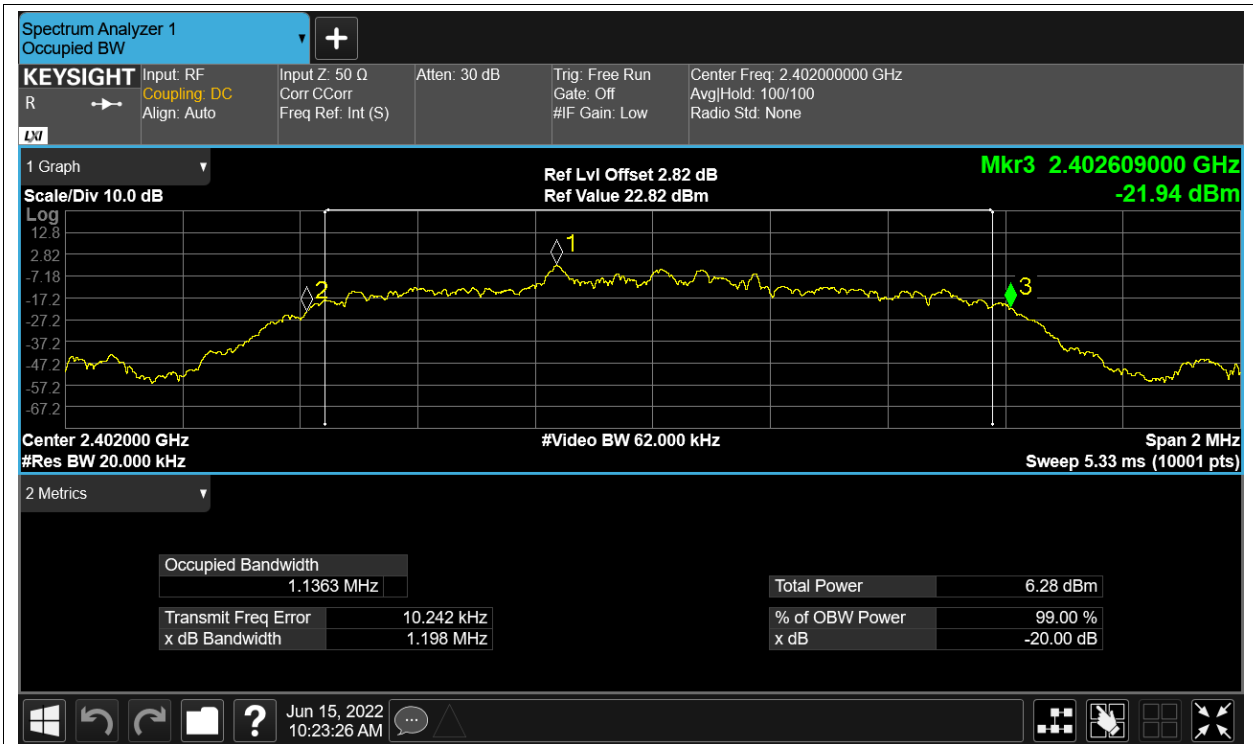 Spectrum Analyzer 1
Occupied BW
KEYSIGHT
R
LXI
Input: RF
Coupling: DC
Align: Auto
Input Z: 50 Ω
Corr CCorr
Freq Ref: Int (S)
Atten: 30 dB
Trig: Free Run
Gate: Off
#IF Gain: Low
Center Freq: 2.402000000 GHz
Avg|Hold: 100/100
Radio Std: None
1 Graph
Scale/Div 10.0 dB
Ref Lvl Offset 2.82 dB
Ref Value 22.82 dBm
Mkr3 2.402609000 GHz
-21.94 dBm
Log
12.8
2.82
-7.18
-17.2
-27.2
-37.2
-47.2
-57.2
-67.2
1
2
3
Center 2.402000 GHz
#Res BW 20.000 kHz
#Video BW 62.000 kHz
Span 2 MHz
Sweep 5.33 ms (10001 pts)
2 Metrics
Occupied Bandwidth
1.1363 MHz
Transmit Freq Error 10.242 kHz
x dB Bandwidth 1.198 MHz
Total Power 6.28 dBm
% of OBW Power 99.00 %
x dB -20.00 dB
?
Jun 15, 2022
10:23:26 AM